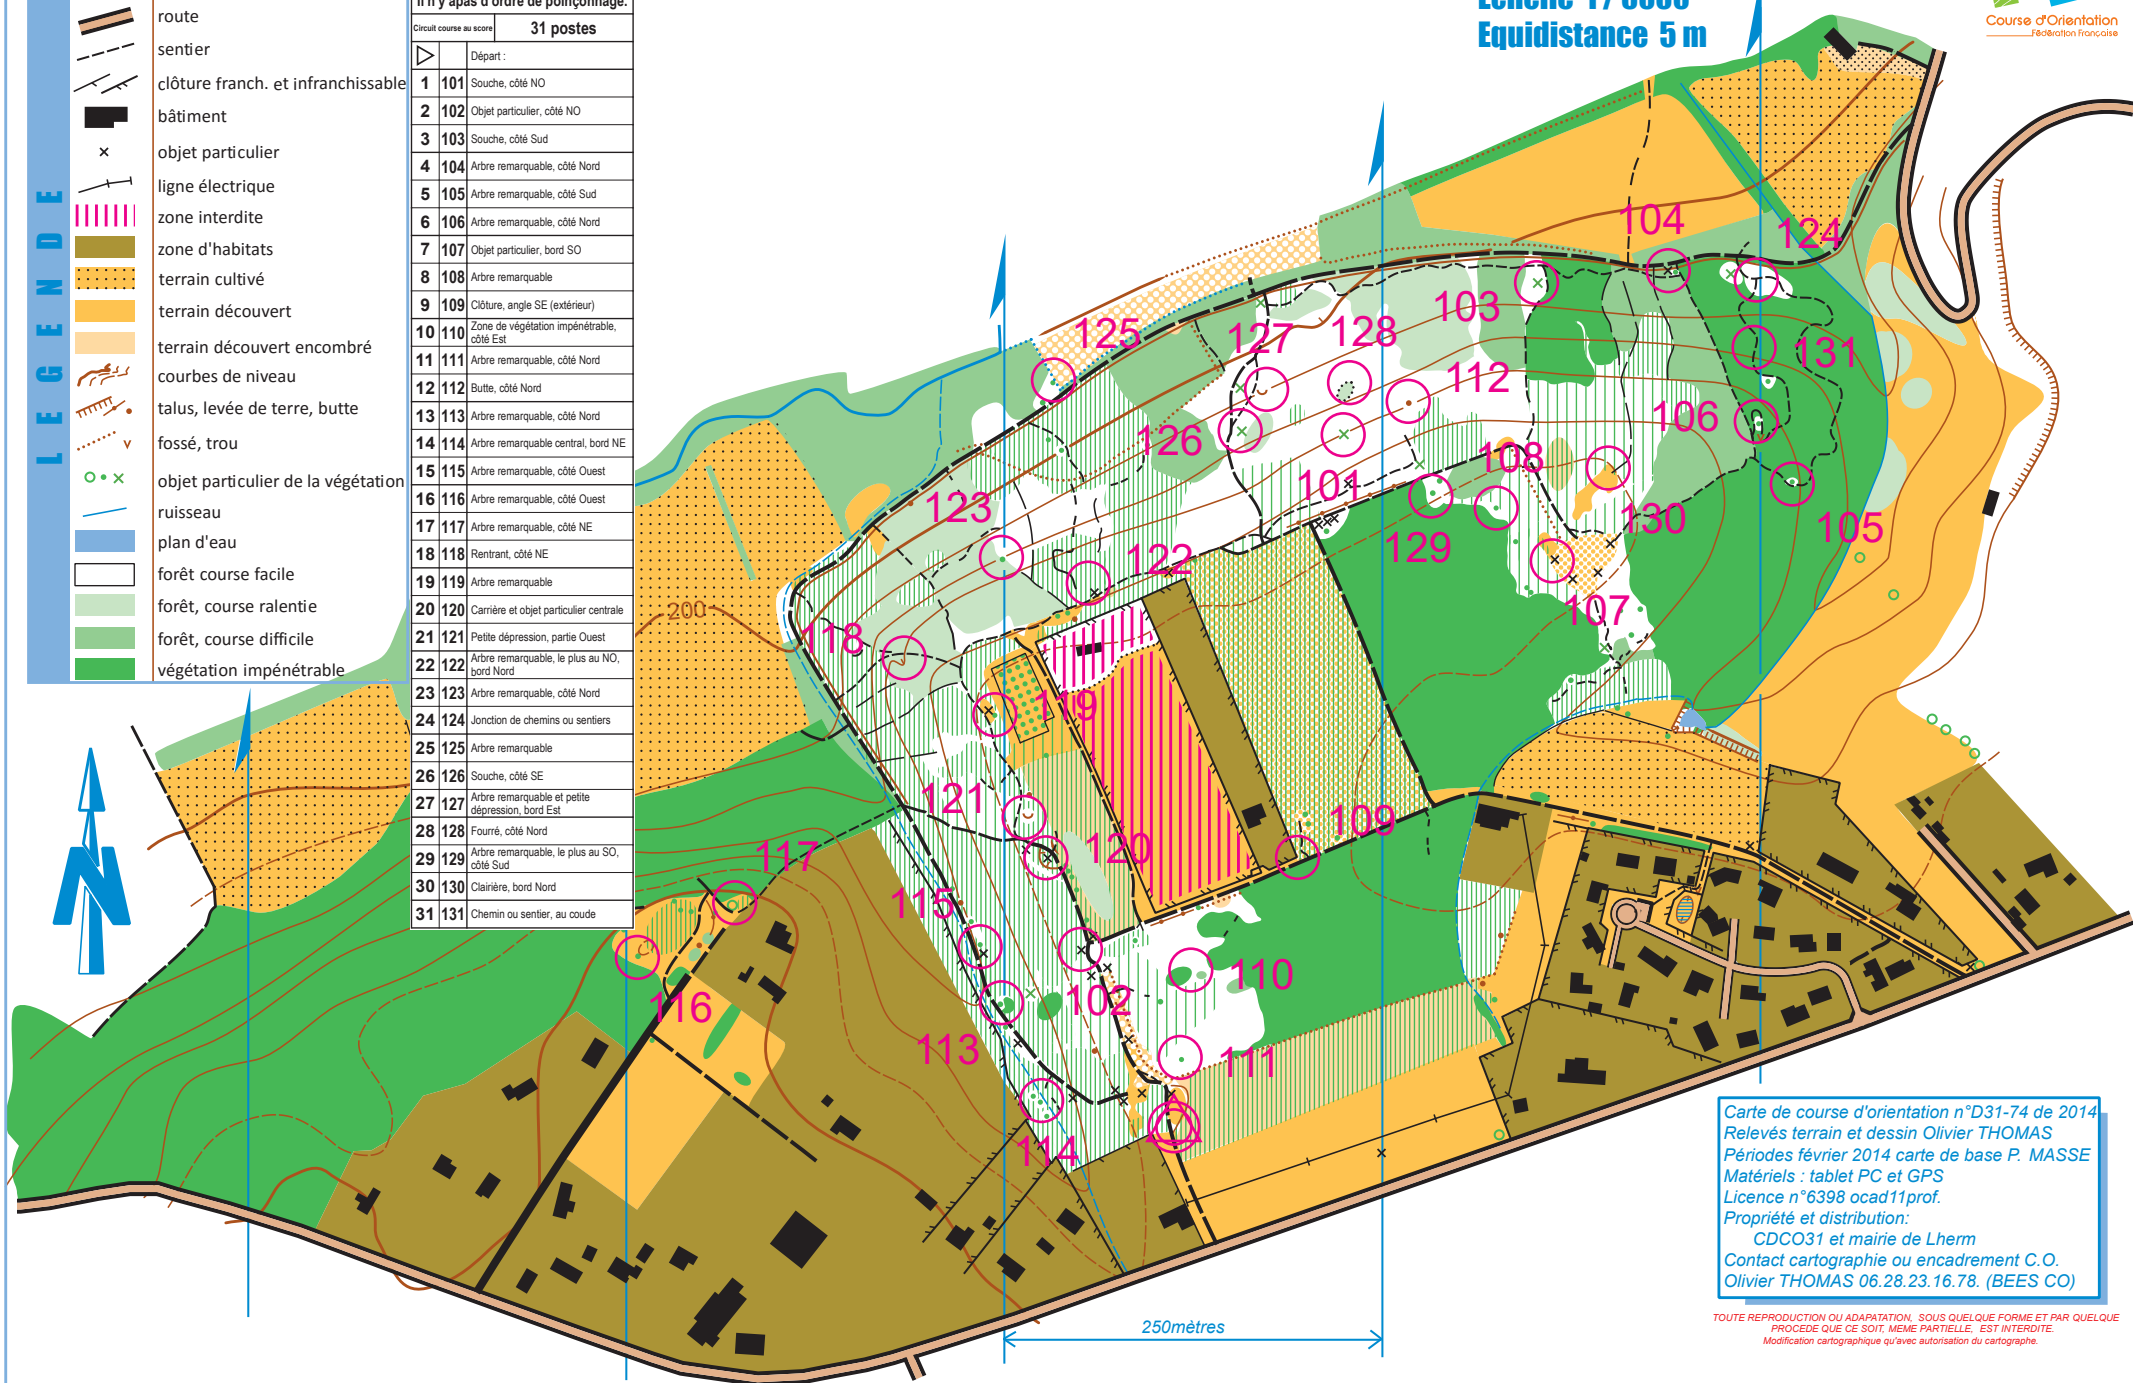 L E G E N D E
route
sentier
clôture franch. et infranchissable
bâtiment
objet particulier
ligne électrique
zone interdite
zone d'habitats
terrain cultivé
terrain découvert
terrain découvert encombré
courbes de niveau
talus, levée de terre, butte
fossé, trou
objet particulier de la végétation
ruisseau
plan d'eau
forêt course facile
forêt, course ralentie
forêt, course difficile
végétation impénétrable
Il n'y apas d'ordre de poinçonnage.
Circuit course au score 31 postes
Départ :
1 101 Souche, côté NO
2 102 Objet particulier, côté NO
3 103 Souche, côté Sud
4 104 Arbre remarquable, côté Nord
5 105 Arbre remarquable, côté Sud
6 106 Arbre remarquable, côté Nord
7 107 Objet particulier, bord SO
8 108 Arbre remarquable
9 109 Clôture, angle SE (extérieur)
10 110 Zone de végétation impénétrable,
côté Est
11 111 Arbre remarquable, côté Nord
12 112 Butte, côté Nord
13 113 Arbre remarquable, côté Nord
14 114 Arbre remarquable central, bord NE
15 115 Arbre remarquable, côté Ouest
16 116 Arbre remarquable, côté Ouest
17 117 Arbre remarquable, côté NE
18 118 Rentrant, côté NE
19 119 Arbre remarquable
20 120 Carrière et objet particulier centrale
21 121 Petite dépression, partie Ouest
22 122 Arbre remarquable, le plus au NO,
bord Nord
23 123 Arbre remarquable, côté Nord
24 124 Jonction de chemins ou sentiers
25 125 Arbre remarquable
26 126 Souche, côté SE
27 127 Arbre remarquable et petite
dépression, bord Est
28 128 Fourré, côté Nord
29 129 Arbre remarquable, le plus au SO,
côté Sud
30 130 Clairière, bord Nord
31 131 Chemin ou sentier, au coude
Equidistance 5 m
Course d'Orientation
Fédération Française
104
124
103
125
127
128
131
112
106
126
108
101
123
130
105
129
122
107
118
200
119
121
109
120
117
115
110
102
116
113
111
114
N
250mètres
Carte de course d'orientation n°D31-74 de 2014
Relevés terrain et dessin Olivier THOMAS
Périodes février 2014 carte de base P. MASSE
Matériels : tablet PC et GPS
Licence n°6398 ocad11prof.
Propriété et distribution:
CDCO31 et mairie de Lherm
Contact cartographie ou encadrement C.O.
Olivier THOMAS 06.28.23.16.78. (BEES CO)
TOUTE REPRODUCTION OU ADAPATATION, SOUS QUELQUE FORME ET PAR QUELQUE
PROCEDE QUE CE SOIT, MEME PARTIELLE, EST INTERDITE.
Modification cartographique qu'avec autorisation du cartographe.